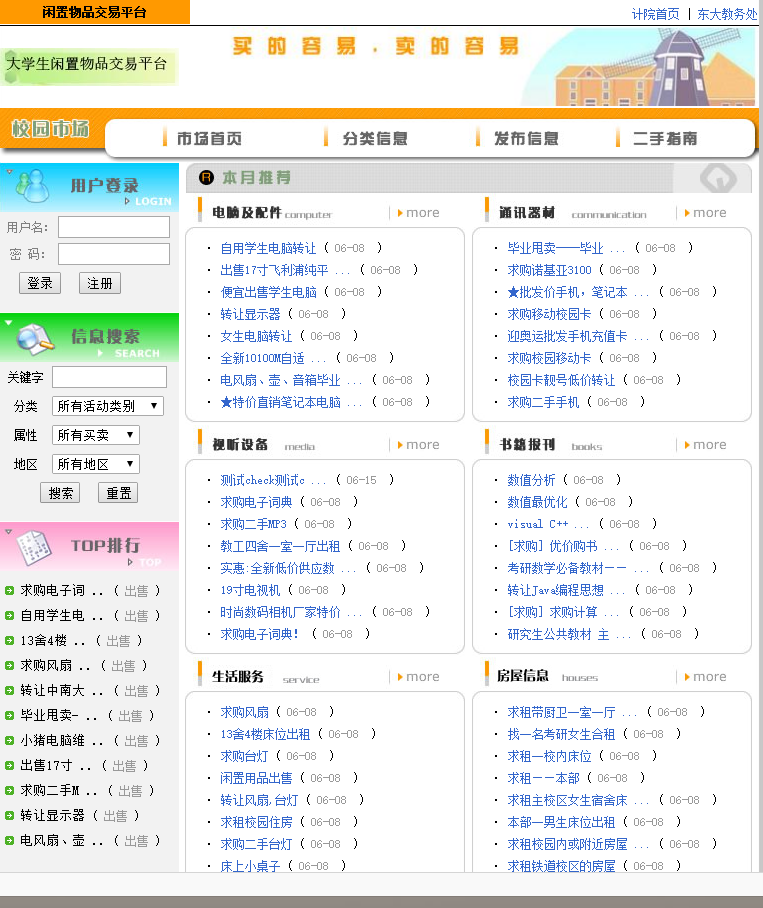 闲置物品交易平台
计院首页 | 东大教务处
买 的 容 易 . 卖 的 容 易
大学生闲置物品交易平台
校园市场
市场首页 分类信息 发布信息 二手指南
用户登录
LOGIN
用户名:
密 码:
登录 注册
信息搜索
SEARCH
关键字
分类 所有活动类别
属性 所有买卖
地区 所有地区
搜索 重置
TOP排行
TOP
求购电子词 .. ( 出售 )
自用学生电 .. ( 出售 )
13舍4楼 .. ( 出售 )
求购风扇 .. ( 出售 )
转让中南大 .. ( 出售 )
毕业甩卖- .. ( 出售 )
小猪电脑维 .. ( 出售 )
出售17寸 .. ( 出售 )
求购二手M .. ( 出售 )
转让显示器 ( 出售 )
电风扇、壶 .. ( 出售 )
R 本月推荐
电脑及配件 computer more
· 自用学生电脑转让 ( 06-08 )
· 出售17寸飞利浦纯平 ... ( 06-08 )
· 便宜出售学生电脑 ( 06-08 )
· 转让显示器 ( 06-08 )
· 女生电脑转让 ( 06-08 )
· 全新10100M自适 ... ( 06-08 )
· 电风扇、壶、音箱毕业 ... ( 06-08 )
· ★特价直销笔记本电脑 ... ( 06-08 )
通讯器材 communication more
· 毕业甩卖——毕业 ... ( 06-08 )
· 求购诺基亚3100 ( 06-08 )
· ★批发价手机，笔记本 ... ( 06-08 )
· 求购移动校园卡 ( 06-08 )
· 迎奥运批发手机充值卡 ... ( 06-08 )
· 求购校园移动卡 ( 06-08 )
· 校园卡靓号低价转让 ( 06-08 )
· 求购二手手机 ( 06-08 )
视听设备 media more
· 测试check测试c ... ( 06-15 )
· 求购电子词典 ( 06-08 )
· 求购二手MP3 ( 06-08 )
· 教工四舍一室一厅出租 ( 06-08 )
· 实惠:全新低价供应数 ... ( 06-08 )
· 19寸电视机 ( 06-08 )
· 时尚数码相机厂家特价 ... ( 06-08 )
· 求购电子词典！ ( 06-08 )
书籍报刊 books more
· 数值分析 ( 06-08 )
· 数值最优化 ( 06-08 )
· visual C++ ... ( 06-08 )
· [求购] 优价购书 ... ( 06-08 )
· 考研数学必备教材－－ ... ( 06-08 )
· 转让Java编程思想 ... ( 06-08 )
· [求购] 求购计算 ... ( 06-08 )
· 研究生公共教材 主 ... ( 06-08 )
生活服务 service more
· 求购风扇 ( 06-08 )
· 13舍4楼床位出租 ( 06-08 )
· 求购台灯 ( 06-08 )
· 闲置用品出售 ( 06-08 )
· 转让风扇,台灯 ( 06-08 )
· 求租校园住房 ( 06-08 )
· 求购二手台灯 ( 06-08 )
· 床上小桌子 ( 06-08 )
房屋信息 houses more
· 求租带厨卫一室一厅 ... ( 06-08 )
· 找一名考研女生合租 ( 06-08 )
· 求租一校内床位 ( 06-08 )
· 求租－－本部 ( 06-08 )
· 求租主校区女生宿舍床 ... ( 06-08 )
· 本部一男生床位出租 ( 06-08 )
· 求租校园内或附近房屋 ... ( 06-08 )
· 求租铁道校区的房屋 ( 06-08 )